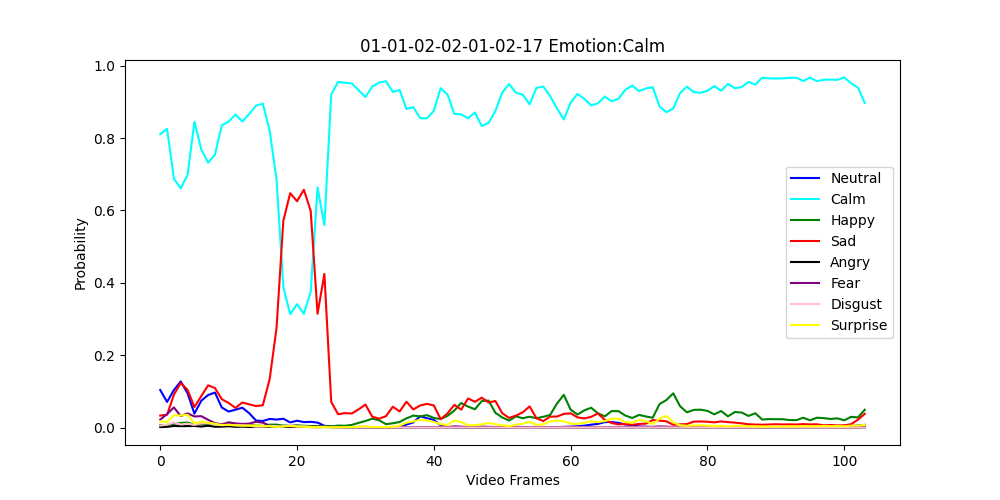 01-01-02-02-01-02-17 Emotion:Calm
1.0
0.8
0.6
0.4
0.2
0.0
Probability
0 20 40 60 80 100
Video Frames
Neutral
Calm
Happy
Sad
Angry
Fear
Disgust
Surprise